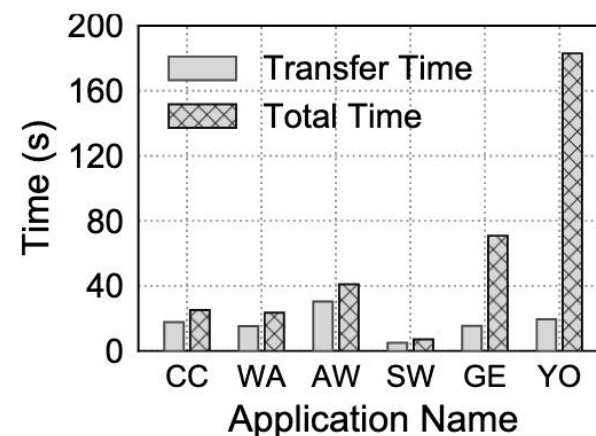 200
160
120
80
40
0
Time (s)
Transfer Time
Total Time
CC WA AW SW GE YO
Application Name